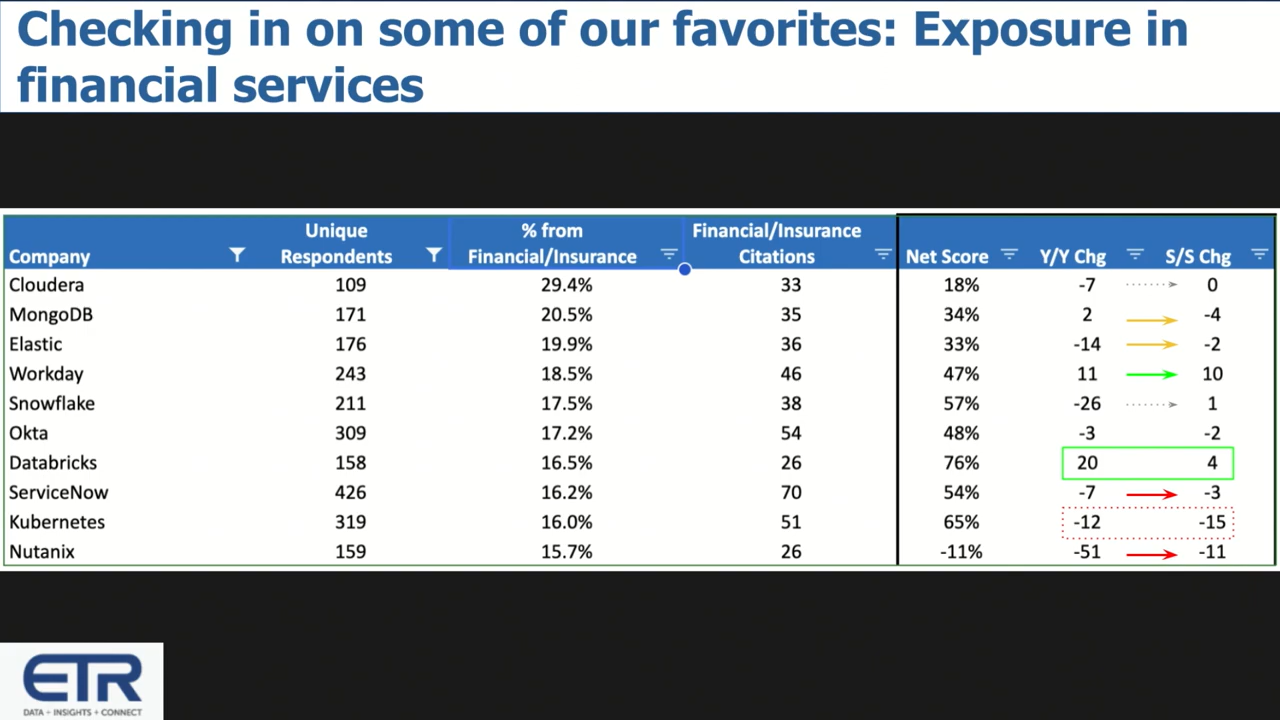 Checking in on some of our favorites: Exposure in
financial services
Company Unique Respondents % from Financial/Insurance Financial/Insurance Citations Net Score Y/Y Chg S/S Chg
Cloudera 109 29.4% 33 18% -7 0
MongoDB 171 20.5% 35 34% 2 -4
Elastic 176 19.9% 36 33% -14 -2
Workday 243 18.5% 46 47% 11 10
Snowflake 211 17.5% 38 57% -26 1
Okta 309 17.2% 54 48% -3 -2
Databricks 158 16.5% 26 76% 20 4
ServiceNow 426 16.2% 70 54% -7 -3
Kubernetes 319 16.0% 51 65% -12 -15
Nutanix 159 15.7% 26 -11% -51 -11
ETR
DATA + INSIGHTS + CONNECT